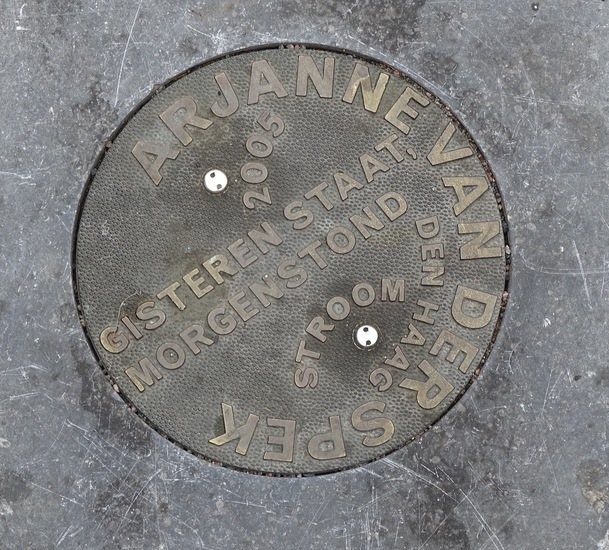 ARJANNE VAN DER SPEK
2005
GISTEREN STAAT,
MORGENSTOND
STROOM
DEN HAAG